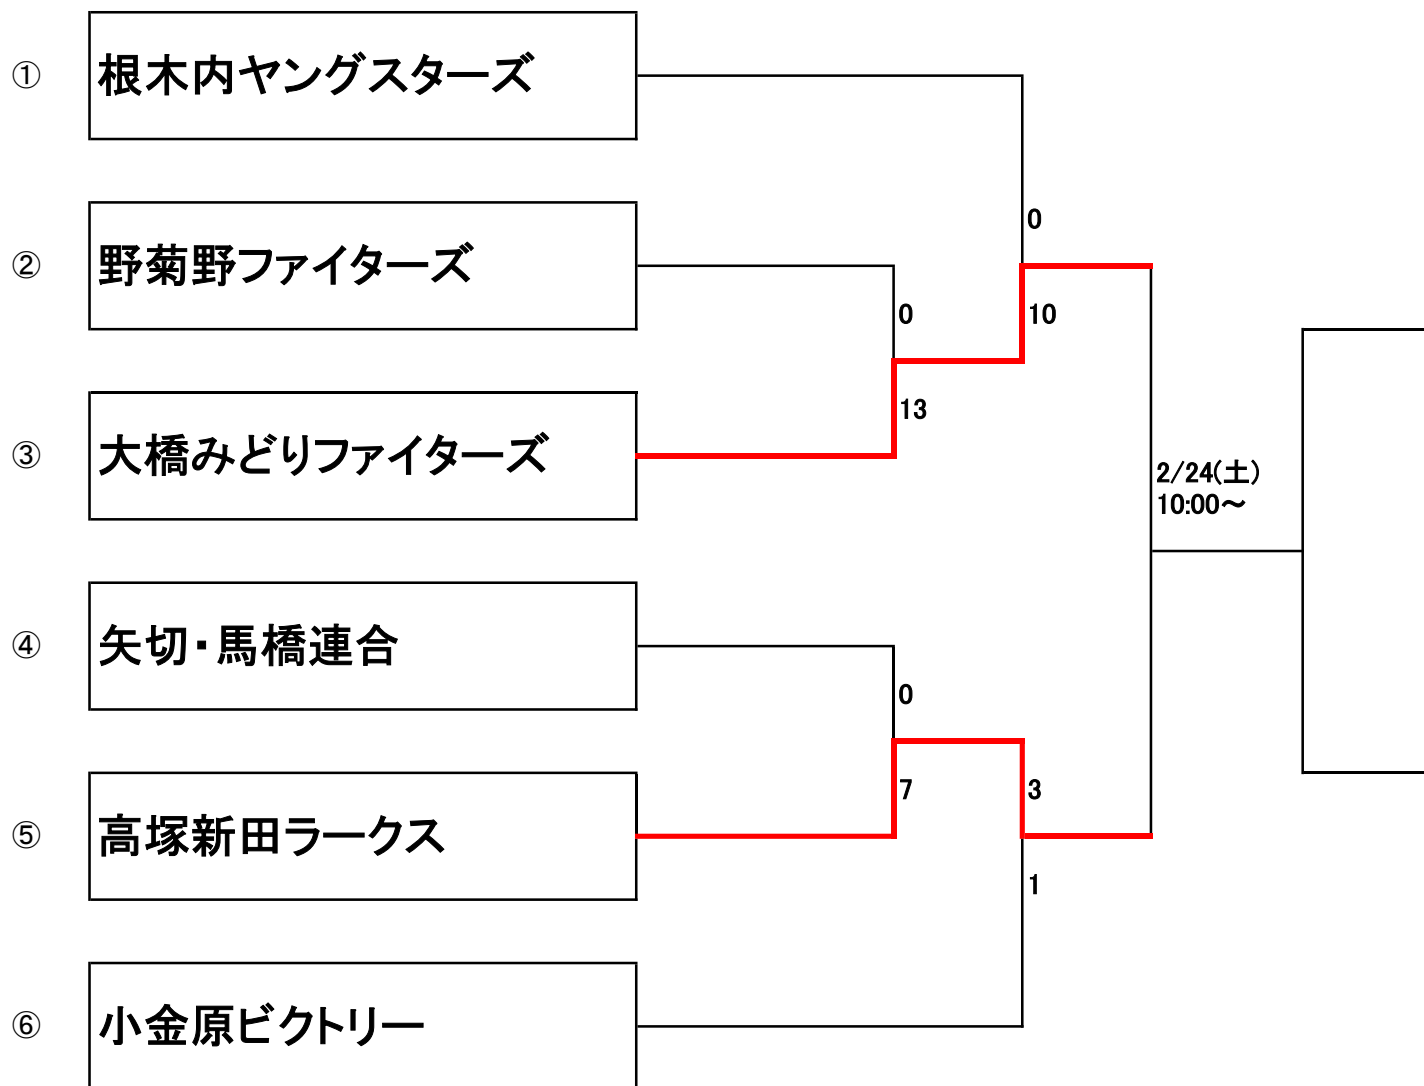 ① 根木内ヤングスターズ
0
② 野菊野ファイターズ
0
10
13
③ 大橋みどりファイターズ
2/24(土)
10:00～
④ 矢切・馬橋連合
0
7
3
⑤ 高塚新田ラークス
1
⑥ 小金原ビクトリー